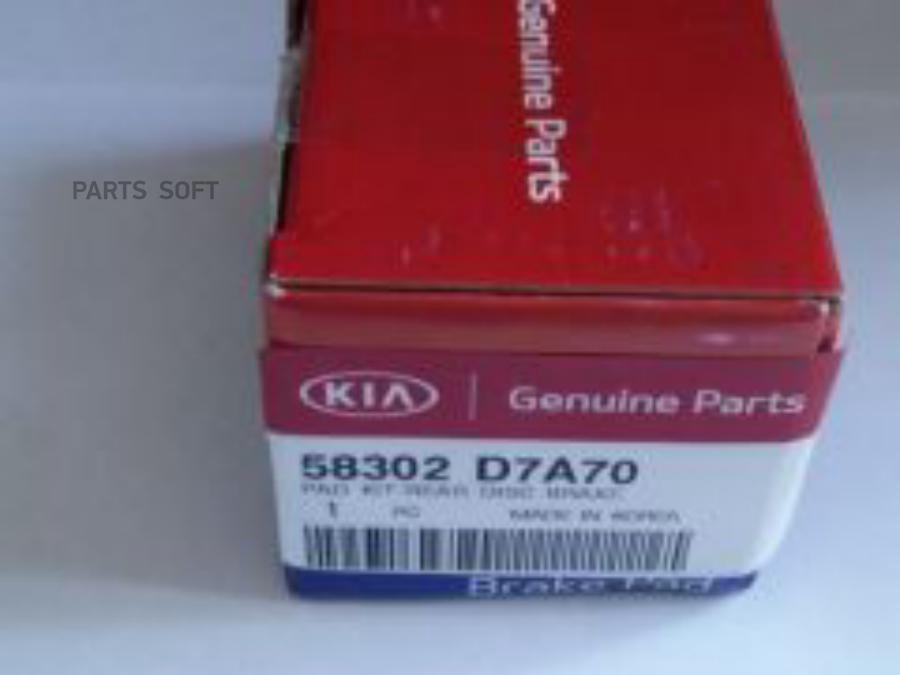 Genuine Parts
PARTS SOFT
KIA Genuine Parts
58302 D7A70
PAD KIT-REAR DISC BRAKE
1 PC MADE IN KOREA
Brake Pad